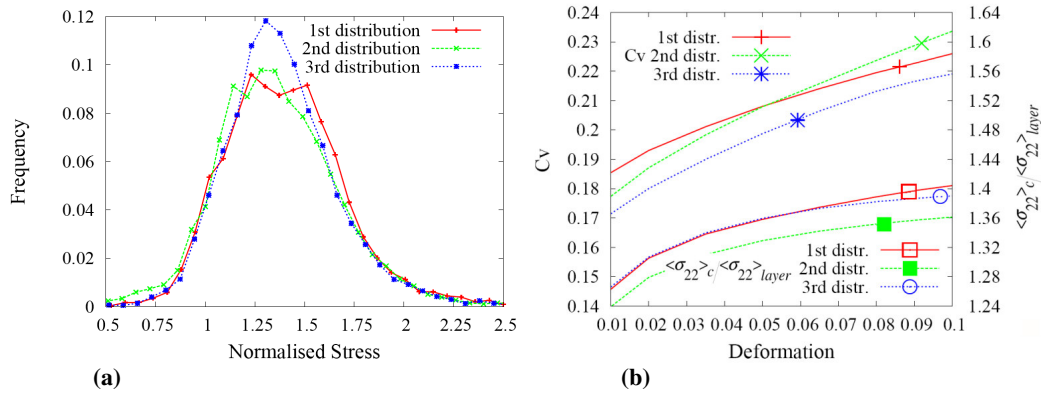 0.12
0.08
0.04
0
0.5 0.75 1 1.25 1.5 1.75 2 2.25 2.5
Frequency
Normalised Stress
1st distribution
2nd distribution
3rd distribution
(a)
0.24
0.23
0.22
0.21
0.2
0.19
0.18
0.17
0.16
0.15
0.14
Cv
0.01 0.02 0.03 0.04 0.05 0.06 0.07 0.08 0.09 0.1
Deformation
1st distr.
Cv 2nd distr.
3rd distr.
<σ22>c/<σ22>layer
1st distr.
2nd distr.
3rd distr.
1.64
1.6
1.56
1.52
1.48
1.44
1.4
1.36
1.32
1.28
1.24
<σ22>c/<σ22>layer
(b)